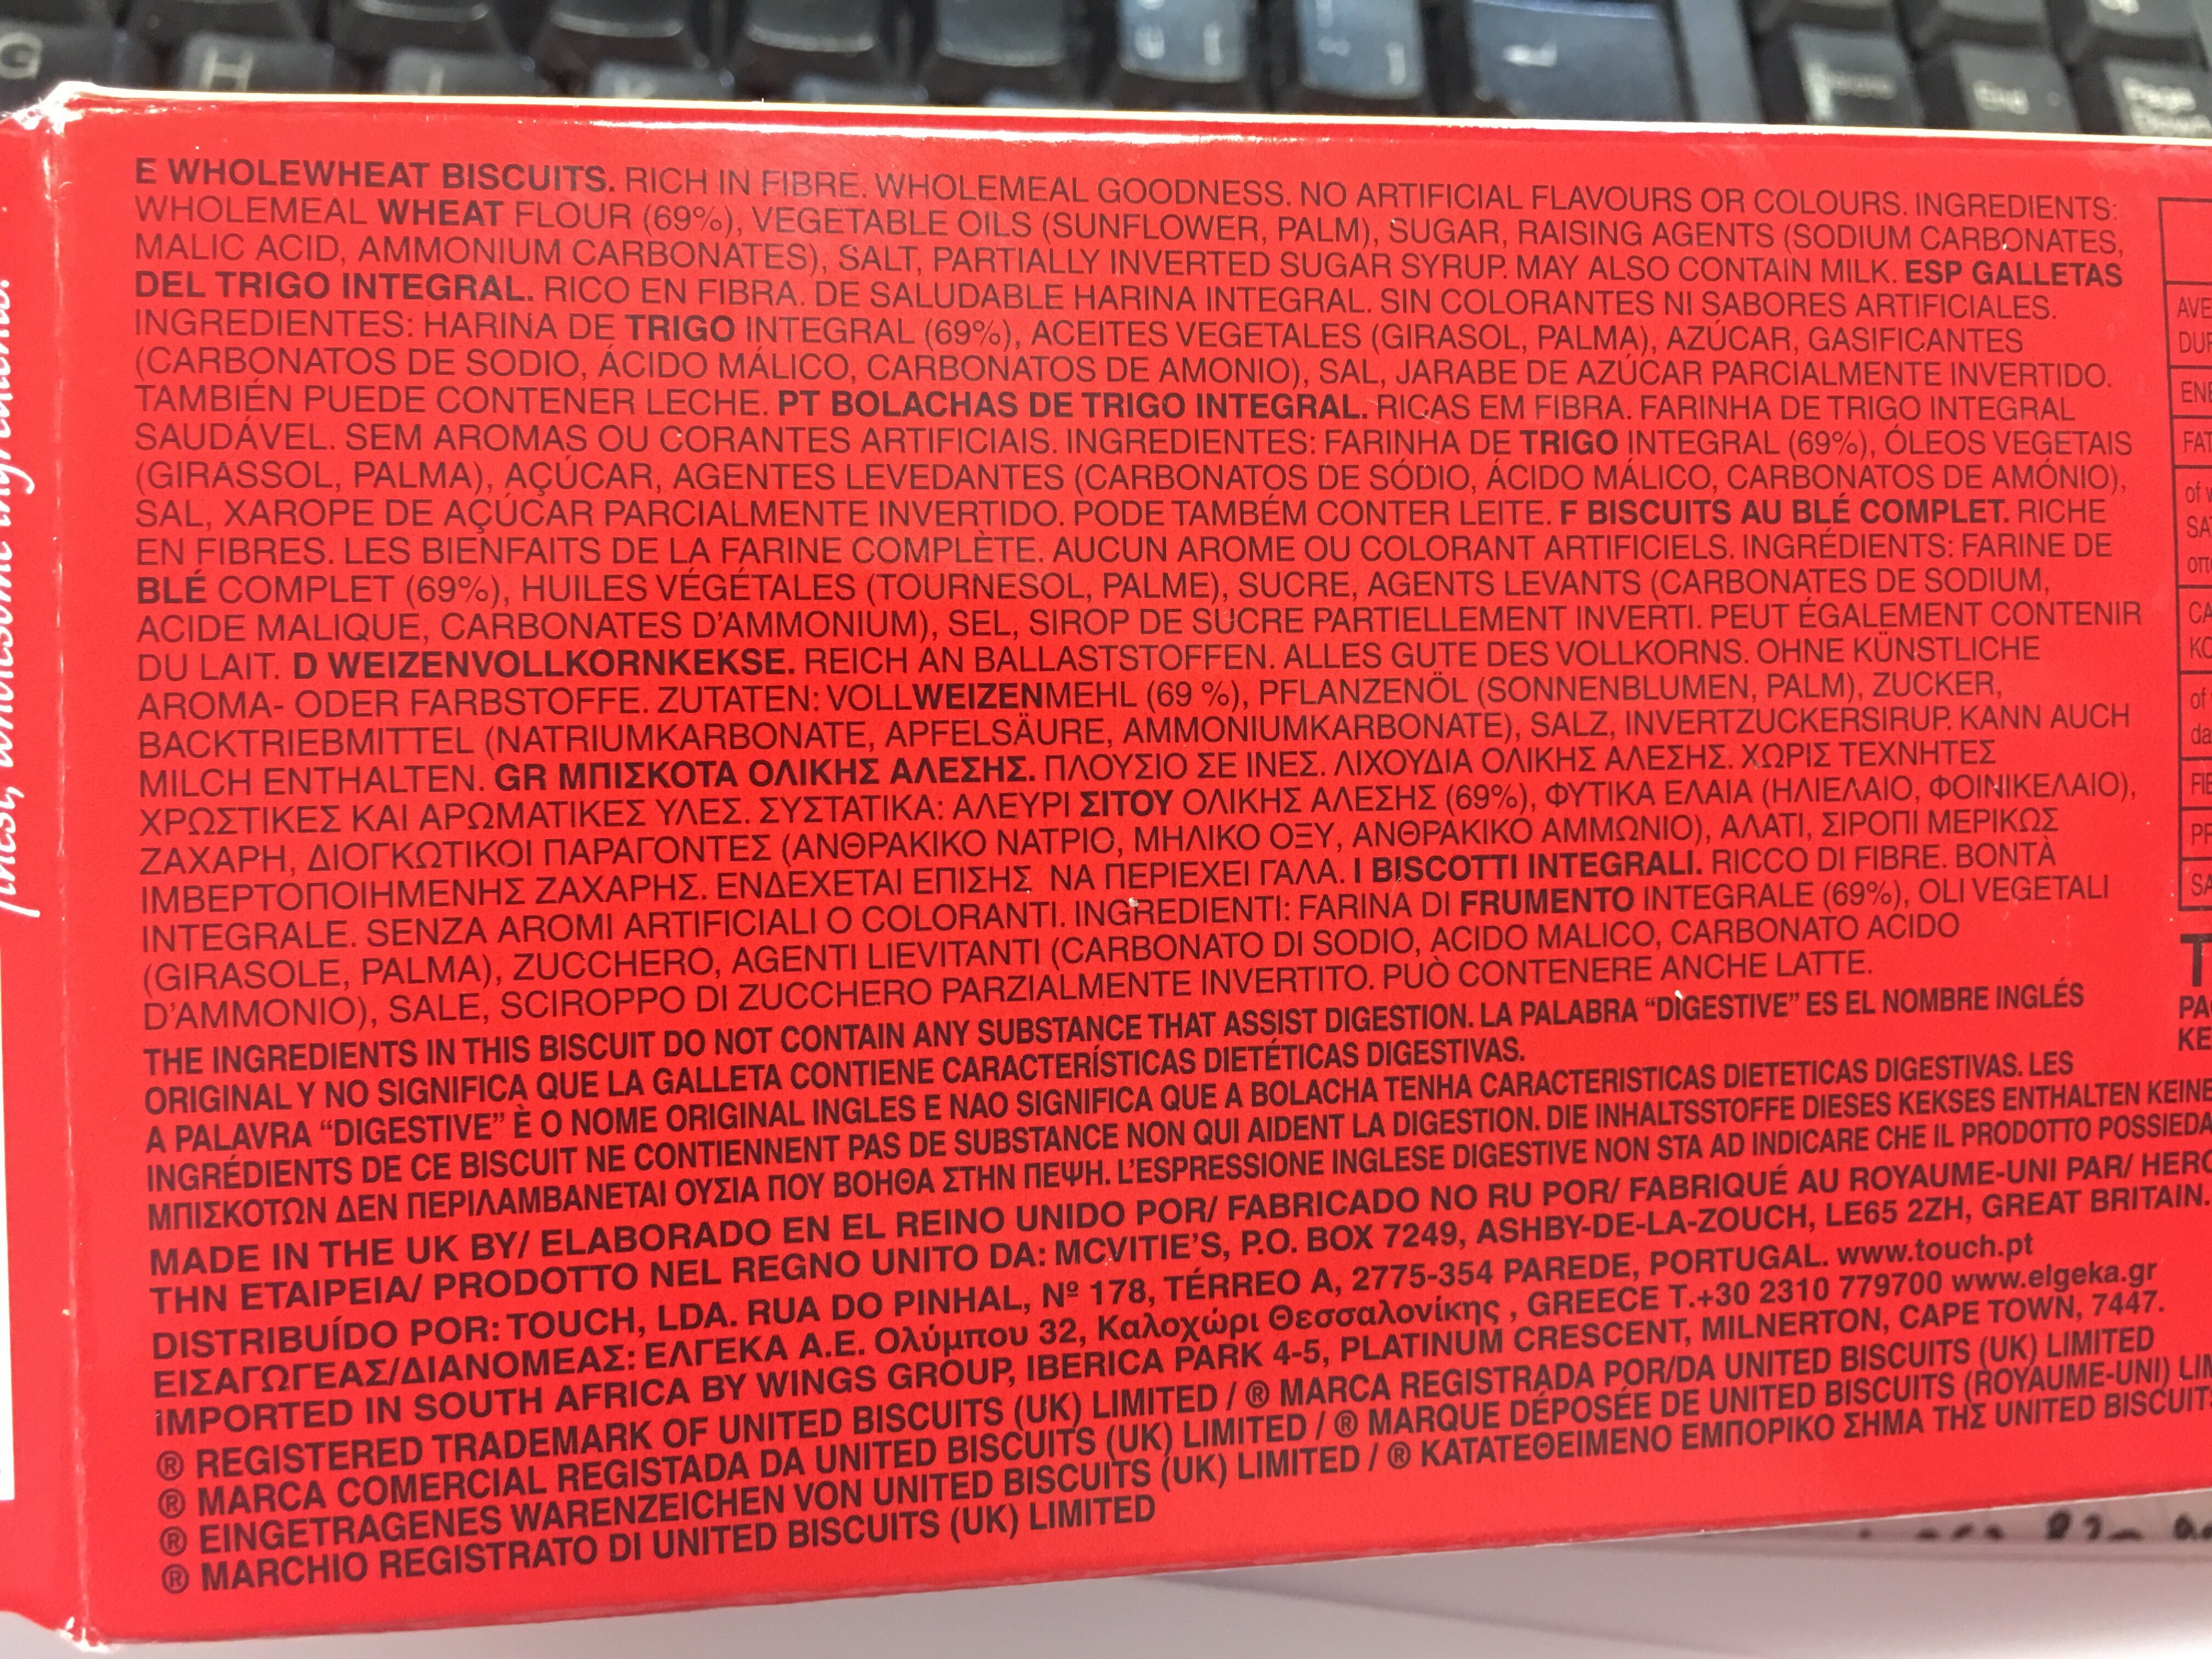 E WHOLEWHEAT BISCUITS. RICH IN FIBRE. WHOLEMEAL GOODNESS. NO ARTIFICIAL FLAVOURS OR COLOURS. INGREDIENTS:
WHOLEMEAL WHEAT FLOUR (69%), VEGETABLE OILS (SUNFLOWER, PALM), SUGAR, RAISING AGENTS (SODIUM CARBONATES,
MALIC ACID, AMMONIUM CARBONATES), SALT, PARTIALLY INVERTED SUGAR SYRUP. MAY ALSO CONTAIN MILK. ESP GALLETAS
DEL TRIGO INTEGRAL. RICO EN FIBRA. DE SALUDABLE HARINA INTEGRAL. SIN COLORANTES NI SABORES ARTIFICIALES.
INGREDIENTES: HARINA DE TRIGO INTEGRAL (69%), ACEITES VEGETALES (GIRASOL, PALMA), AZÚCAR, GASIFICANTES
(CARBONATOS DE SODIO, ÁCIDO MÁLICO, CARBONATOS DE AMONIO), SAL, JARABE DE AZÚCAR PARCIALMENTE INVERTIDO.
TAMBIÉN PUEDE CONTENER LECHE. PT BOLACHAS DE TRIGO INTEGRAL. RICAS EM FIBRA. FARINHA DE TRIGO INTEGRAL
SAUDÁVEL. SEM AROMAS OU CORANTES ARTIFICIAIS. INGREDIENTES: FARINHA DE TRIGO INTEGRAL (69%), ÓLEOS VEGETAIS
(GIRASSOL, PALMA), AÇÚCAR, AGENTES LEVEDANTES (CARBONATOS DE SÓDIO, ÁCIDO MÁLICO, CARBONATOS DE AMÓNIO),
SAL, XAROPE DE AÇÚCAR PARCIALMENTE INVERTIDO. PODE TAMBÉM CONTER LEITE. F BISCUITS AU BLÉ COMPLET. RICHE
EN FIBRES. LES BIENFAITS DE LA FARINE COMPLÈTE. AUCUN AROME OU COLORANT ARTIFICIELS. INGRÉDIENTS: FARINE DE
BLÉ COMPLET (69%), HUILES VÉGÉTALES (TOURNESOL, PALME), SUCRE, AGENTS LEVANTS (CARBONATES DE SODIUM,
ACIDE MALIQUE, CARBONATES D'AMMONIUM), SEL, SIROP DE SUCRE PARTIELLEMENT INVERTI. PEUT ÉGALEMENT CONTENIR
DU LAIT. D WEIZENVOLLKORNKEKSE. REICH AN BALLASTSTOFFEN. ALLES GUTE DES VOLLKORNS. OHNE KÜNSTLICHE
AROMA- ODER FARBSTOFFE. ZUTATEN: VOLLWEIZENMEHL (69 %), PFLANZENÖL (SONNENBLUMEN, PALM), ZUCKER,
BACKTRIEBMITTEL (NATRIUMKARBONATE, APFELSÄURE, AMMONIUMKARBONATE), SALZ, INVERTZUCKERSIRUP. KANN AUCH
MILCH ENTHALTEN. GR ΜΠΙΣΚΟΤΑ ΟΛΙΚΗΣ ΑΛΕΣΗΣ. ΠΛΟΥΣΙΟ ΣΕ ΙΝΕΣ. ΛΙΧΟΥΔΙΑ ΟΛΙΚΗΣ ΑΛΕΣΗΣ. ΧΩΡΙΣ ΤΕΧΝΗΤΕΣ
ΧΡΩΣΤΙΚΕΣ ΚΑΙ ΑΡΩΜΑΤΙΚΕΣ ΥΛΕΣ. ΣΥΣΤΑΤΙΚΑ: ΑΛΕΥΡΙ ΣΙΤΟΥ ΟΛΙΚΗΣ ΑΛΕΣΗΣ (69%), ΦΥΤΙΚΑ ΕΛΑΙΑ (ΗΛΙΕΛΑΙΟ, ΦΟΙΝΙΚΕΛΑΙΟ),
ΖΑΧΑΡΗ, ΔΙΟΓΚΩΤΙΚΟΙ ΠΑΡΑΓΟΝΤΕΣ (ΑΝΘΡΑΚΙΚΟ ΝΑΤΡΙΟ, ΜΗΛΙΚΟ ΟΞΥ, ΑΝΘΡΑΚΙΚΟ ΑΜΜΩΝΙΟ), ΑΛΑΤΙ, ΣΙΡΟΠΙ ΜΕΡΙΚΩΣ
ΙΜΒΕΡΤΟΠΟΙΗΜΕΝΗΣ ΖΑΧΑΡΗΣ. ΕΝΔΕΧΕΤΑΙ ΕΠΙΣΗΣ ΝΑ ΠΕΡΙΕΧΕΙ ΓΑΛΑ. I BISCOTTI INTEGRALI. RICCO DI FIBRE. BONTÀ
INTEGRALE. SENZA AROMI ARTIFICIALI O COLORANTI. INGREDIENTI: FARINA DI FRUMENTO INTEGRALE (69%), OLI VEGETALI
(GIRASOLE, PALMA), ZUCCHERO, AGENTI LIEVITANTI (CARBONATO DI SODIO, ACIDO MALICO, CARBONATO ACIDO
D'AMMONIO), SALE, SCIROPPO DI ZUCCHERO PARZIALMENTE INVERTITO. PUÒ CONTENERE ANCHE LATTE.
THE INGREDIENTS IN THIS BISCUIT DO NOT CONTAIN ANY SUBSTANCE THAT ASSIST DIGESTION. LA PALABRA “DIGESTIVE” ES EL NOMBRE INGLÉS
ORIGINAL Y NO SIGNIFICA QUE LA GALLETA CONTIENE CARACTERÍSTICAS DIETÉTICAS DIGESTIVAS.
A PALAVRA “DIGESTIVE” È O NOME ORIGINAL INGLES E NAO SIGNIFICA QUE A BOLACHA TENHA CARACTERISTICAS DIETETICAS DIGESTIVAS. LES
INGRÉDIENTS DE CE BISCUIT NE CONTIENNENT PAS DE SUBSTANCE NON QUI AIDENT LA DIGESTION. DIE INHALTSSTOFFE DIESES KEKSES ENTHALTEN KEINE
ΜΠΙΣΚΟΤΩΝ ΔΕΝ ΠΕΡΙΛΑΜΒΑΝΕΤΑΙ ΟΥΣΙΑ ΠΟΥ ΒΟΗΘΑ ΣΤΗΝ ΠΕΨΗ. L'ESPRESSIONE INGLESE DIGESTIVE NON STA AD INDICARE CHE IL PRODOTTO POSSIEDA
MADE IN THE UK BY/ ELABORADO EN EL REINO UNIDO POR/ FABRICADO NO RU POR/ FABRIQUÉ AU ROYAUME-UNI PAR/
ΤΗΝ ΕΤΑΙΡΕΙΑ/ PRODOTTO NEL REGNO UNITO DA: MCVITIE'S, P.O. BOX 7249, ASHBY-DE-LA-ZOUCH, LE65 2ZH, GREAT BRITAIN.
DISTRIBUÍDO POR: TOUCH, LDA. RUA DO PINHAL, Nº 178, TÉRREO A, 2775-354 PAREDE, PORTUGAL. www.touch.pt
ΕΙΣΑΓΩΓΕΑΣ/ΔΙΑΝΟΜΕΑΣ: ΕΛΓΕΚΑ Α.Ε. Ολύμπου 32, Καλοχώρι Θεσσαλονίκης , GREECE T.+30 2310 779700 www.elgeka.gr
IMPORTED IN SOUTH AFRICA BY WINGS GROUP, IBERICA PARK 4-5, PLATINUM CRESCENT, MILNERTON, CAPE TOWN, 7447.
® REGISTERED TRADEMARK OF UNITED BISCUITS (UK) LIMITED / ® MARCA REGISTRADA POR/DA UNITED BISCUITS (UK) LIMITED
® MARCA COMERCIAL REGISTADA DA UNITED BISCUITS (UK) LIMITED / ® MARQUE DÉPOSÉE DE UNITED BISCUITS (ROYAUME-UNI)
® EINGETRAGENES WARENZEICHEN VON UNITED BISCUITS (UK) LIMITED / ® ΚΑΤΑΤΕΘΕΙΜΕΝΟ ΕΜΠΟΡΙΚΟ ΣΗΜΑ ΤΗΣ UNITED
® MARCHIO REGISTRATO DI UNITED BISCUITS (UK) LIMITED